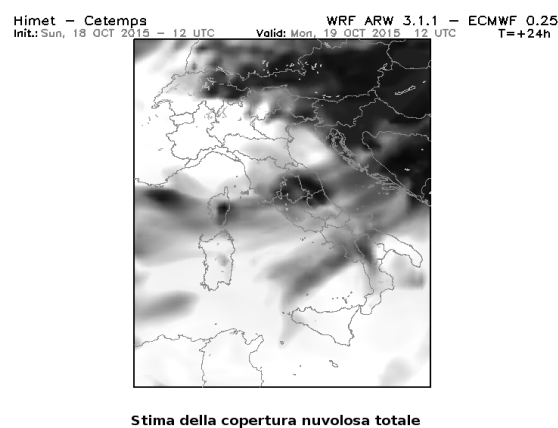 Himet – Cetemps WRF ARW 3.1.1 – ECMWF 0.25
Init.: Sun, 18 OCT 2015 – 12 UTC Valid: Mon, 19 OCT 2015 12 UTC T=+24h
Stima della copertura nuvolosa totale